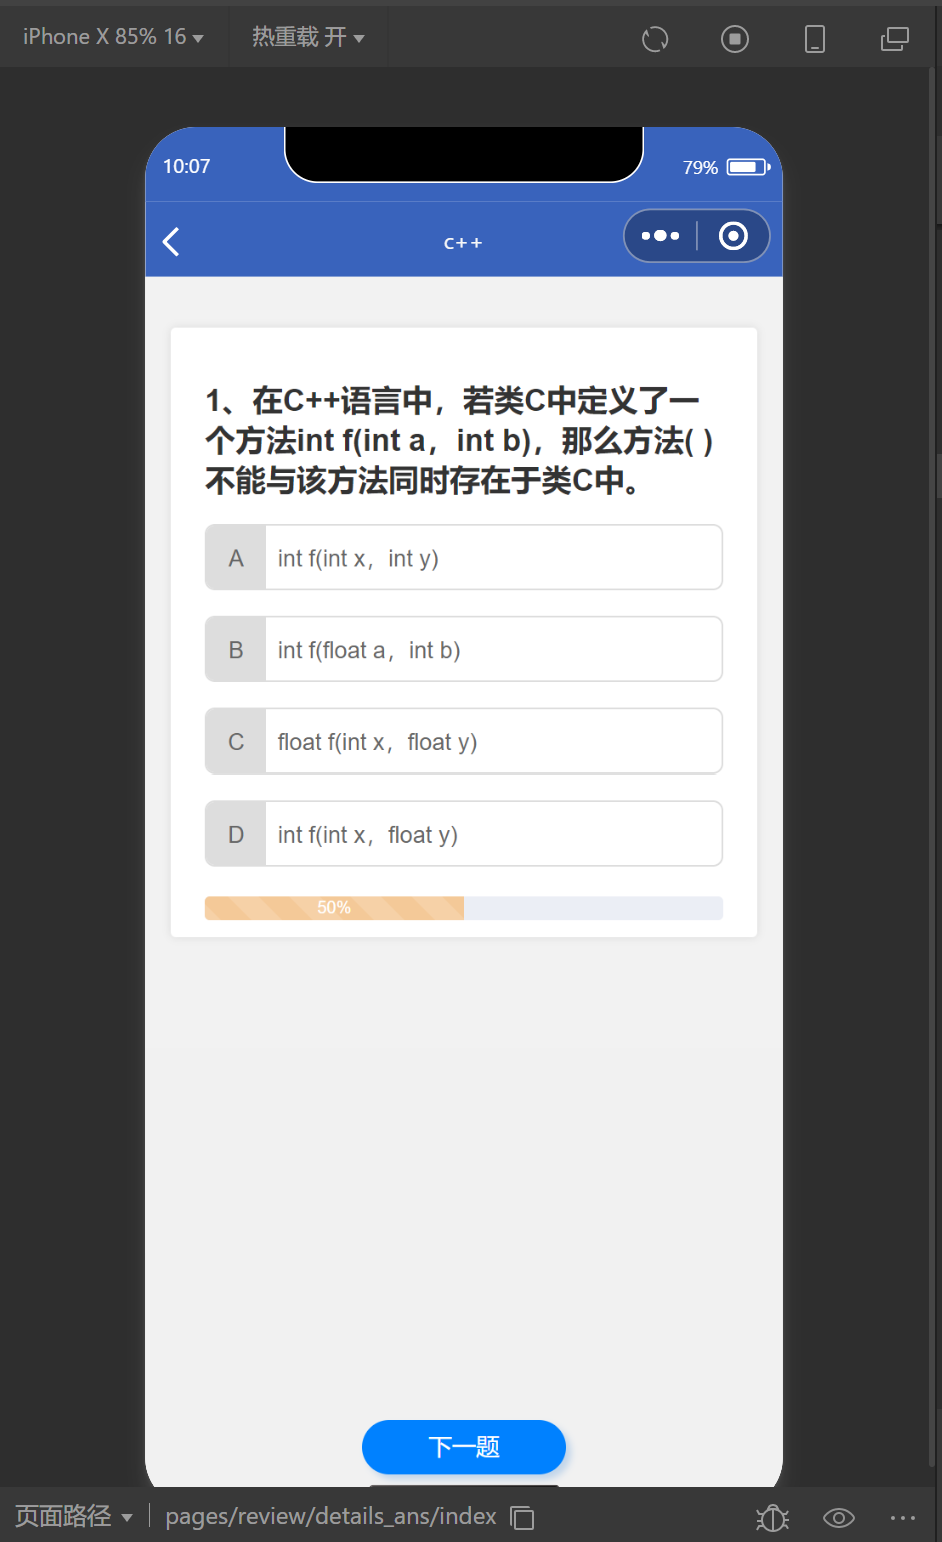 iPhone X 85% 16
热重载 开
10:07
79%
c++
1、在C++语言中，若类C中定义了一
个方法int f(int a，int b)，那么方法( )
不能与该方法同时存在于类C中。
A int f(int x，int y)
B int f(float a，int b)
C float f(int x，float y)
D int f(int x，float y)
50%
下一题
页面路径
pages/review/details_ans/index